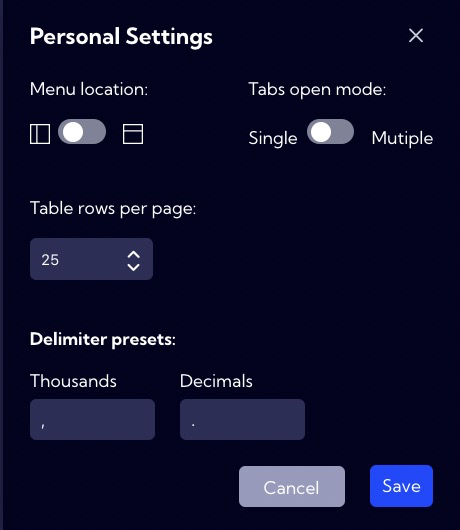 Personal Settings
Menu location:
Tabs open mode:
Single
Mutiple
Table rows per page:
25
Delimiter presets:
Thousands
Decimals
,
.
Cancel
Save